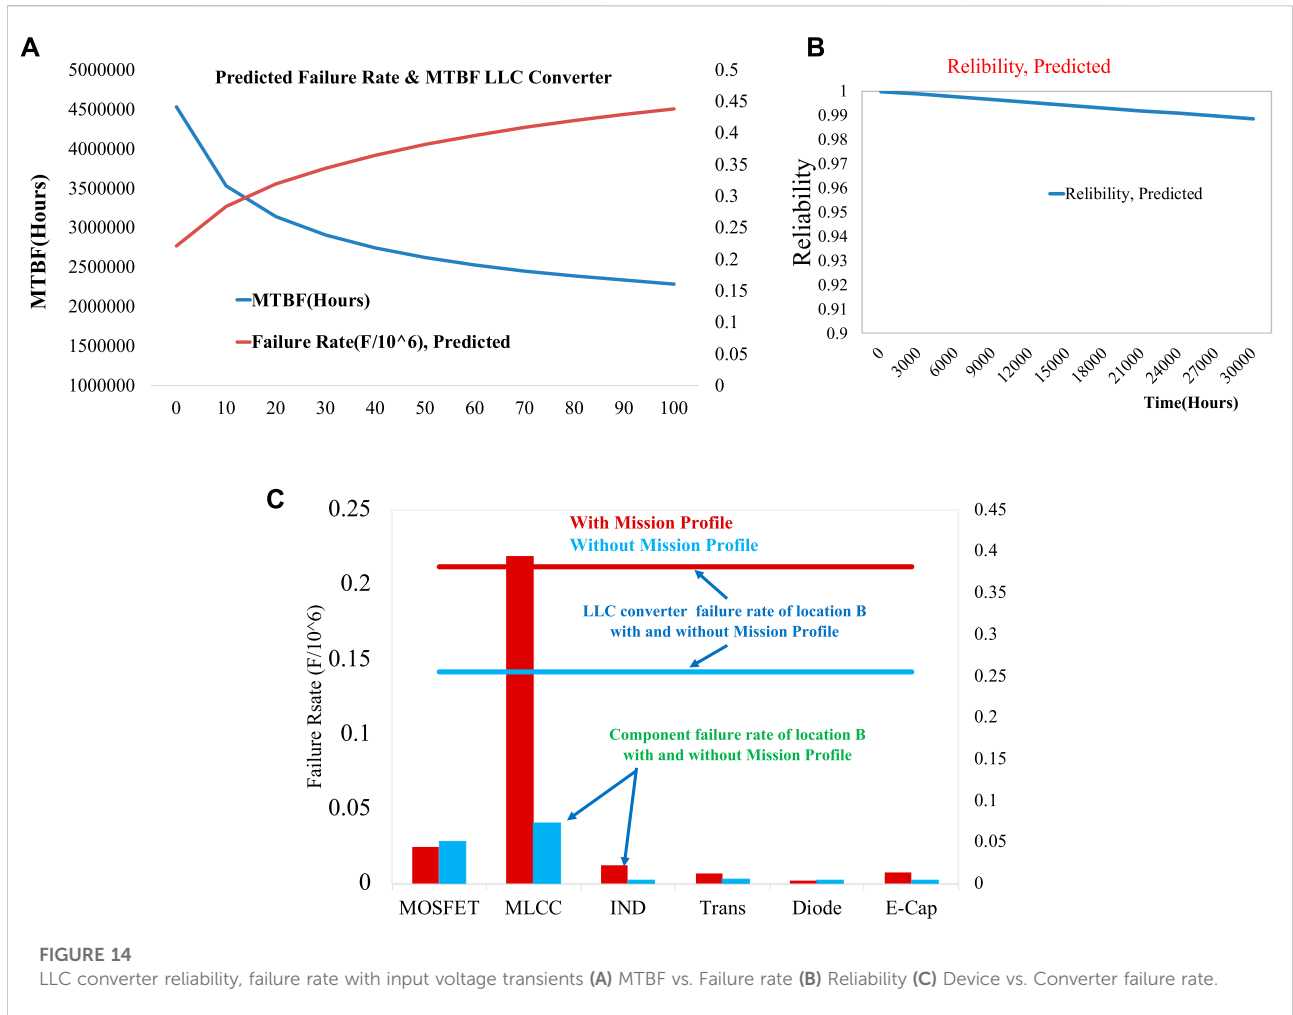 A
Predicted Failure Rate & MTBF LLC Converter
MTBF(Hours)
5000000
4500000
4000000
3500000
3000000
2500000
2000000
1500000
1000000
0.5
0.45
0.4
0.35
0.3
0.25
0.2
0.15
0.1
0.05
0
MTBF(Hours)
Failure Rate(F/10^6), Predicted
0 10 20 30 40 50 60 70 80 90 100
B
Relibility, Predicted
Reliability
1
0.99
0.98
0.97
0.96
0.95
0.94
0.93
0.92
0.91
0.9
Relibility, Predicted
0 3000 6000 9000 12000 15000 18000 21000 24000 27000 30000
Time(Hours)
C
Failure Rsate (F/10^6)
0.25
0.2
0.15
0.1
0.05
0
With Mission Profile
Without Mission Profile
LLC converter failure rate of location B
with and without Mission Profile
Component failure rate of location B
with and without Mission Profile
0.45
0.4
0.35
0.3
0.25
0.2
0.15
0.1
0.05
0
MOSFET MLCC IND Trans Diode E-Cap
FIGURE 14
LLC converter reliability, failure rate with input voltage transients (A) MTBF vs. Failure rate (B) Reliability (C) Device vs. Converter failure rate.